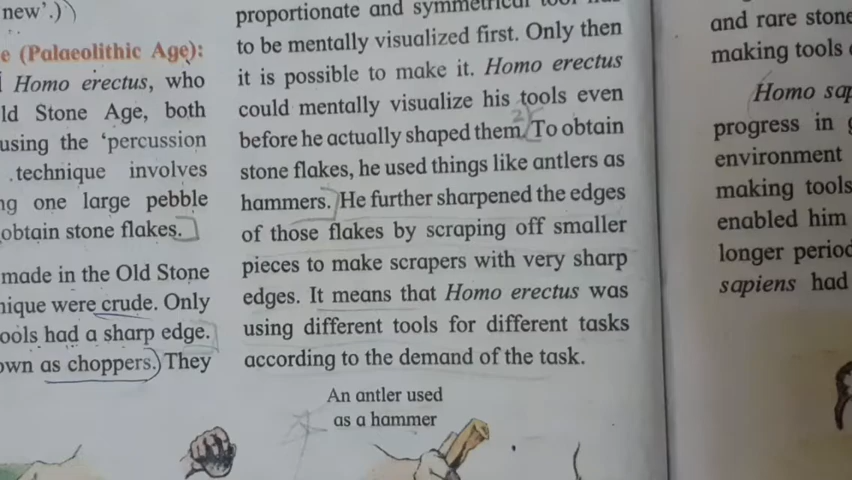 new'.)
e (Palaeolithic Age):
Homo erectus, who
ld Stone Age, both
using the 'percussion
technique involves
ng one large pebble
obtain stone flakes.
made in the Old Stone
nique were crude. Only
ools had a sharp edge.
own as choppers. They
proportionate and symmetrical tool has
to be mentally visualized first. Only then
it is possible to make it. Homo erectus
could mentally visualize his tools even
before he actually shaped them. To obtain
stone flakes, he used things like antlers as
hammers. He further sharpened the edges
of those flakes by scraping off smaller
pieces to make scrapers with very sharp
edges. It means that Homo erectus was
using different tools for different tasks
according to the demand of the task.
An antler used
as a hammer
and rare stone
making tools
Homo sap
progress in
environment
making tools
enabled him
longer period
sapiens had